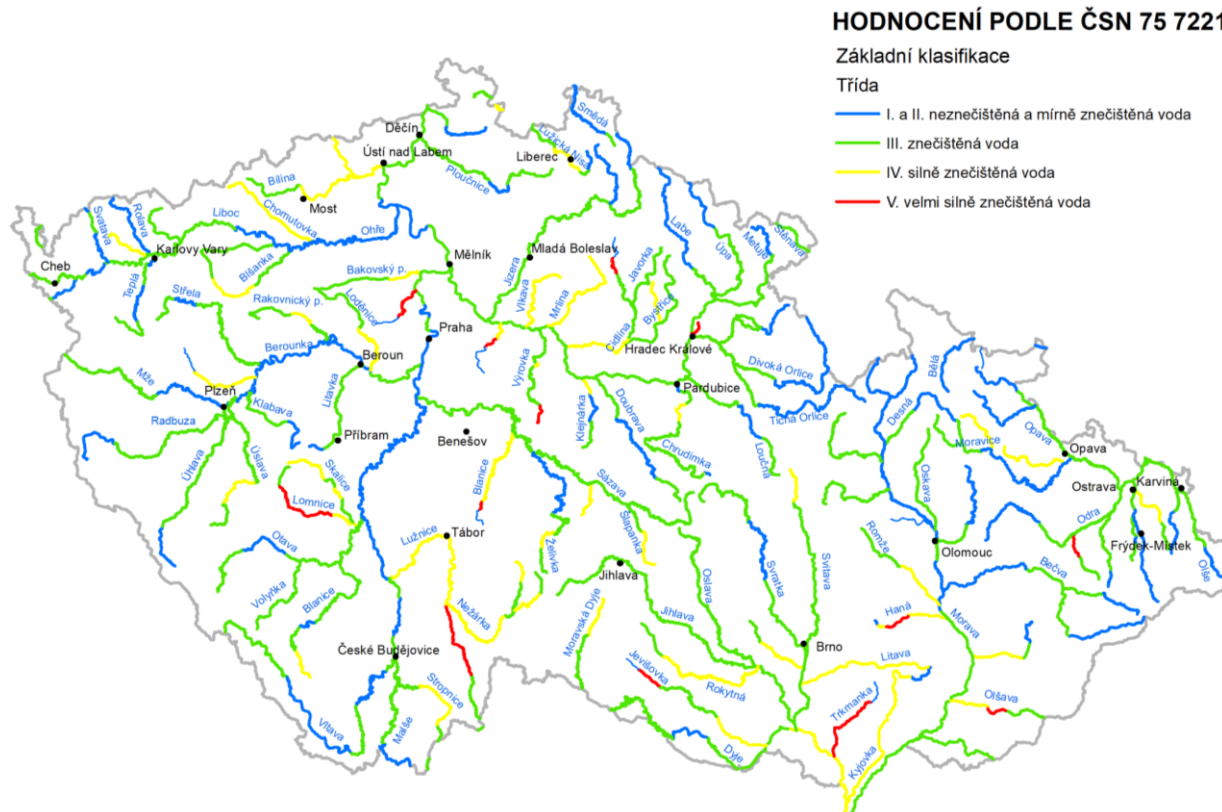 HODNOCENÍ PODLE ČSN 75 7221
Základní klasifikace
Třída
I. a II. neznečištěná a mírně znečištěná voda
III. znečištěná voda
IV. silně znečištěná voda
V. velmi silně znečištěná voda
Smědá
Děčín
Lužická Nisa
Ústí nad Labem
Liberec
Ploučnice
Bílina
Most
Svatava
Rolava
Chomutovka
Liboc
Ohře
Labe
Úpa
Metuje
Stěnava
Karlovy Vary
Mělník
Mladá Boleslav
Cheb
Teplá
Blšanka
Bakovský p.
Jizera
Javorka
Střela
Rakovnický p.
Loděnice
Vlkava
Mrlina
Bystřice
Cidlina
Praha
Berounka
Beroun
Hradec Králové
Výrovka
Divoká Orlice
Bělá
Mže
Plzeň
Klabava
Litavka
Pardubice
Tichá Orlice
Desná
Radbuza
Příbram
Benešov
Klejnárka
Doubrava
Chrudimka
Loučná
Moravice
Opava
Opava
Úhlava
Úslava
Skalice
Lomnice
Blanice
Sázava
Oskava
Ostrava
Karviná
Odra
Otava
Lužnice
Tábor
Želivka
Šlapanka
Romže
Olomouc
Frýdek-Místek
Olše
Volyňka
Blanice
Nežárka
Jihlava
Oslava
Svratka
Svitava
Bečva
Moravská Dyje
Jihlava
Haná
Morava
České Budějovice
Brno
Litava
Jevišovka
Rokytná
Stropnice
Trkmanka
Olšava
Vltava
Malše
Dyje
Kyjovka